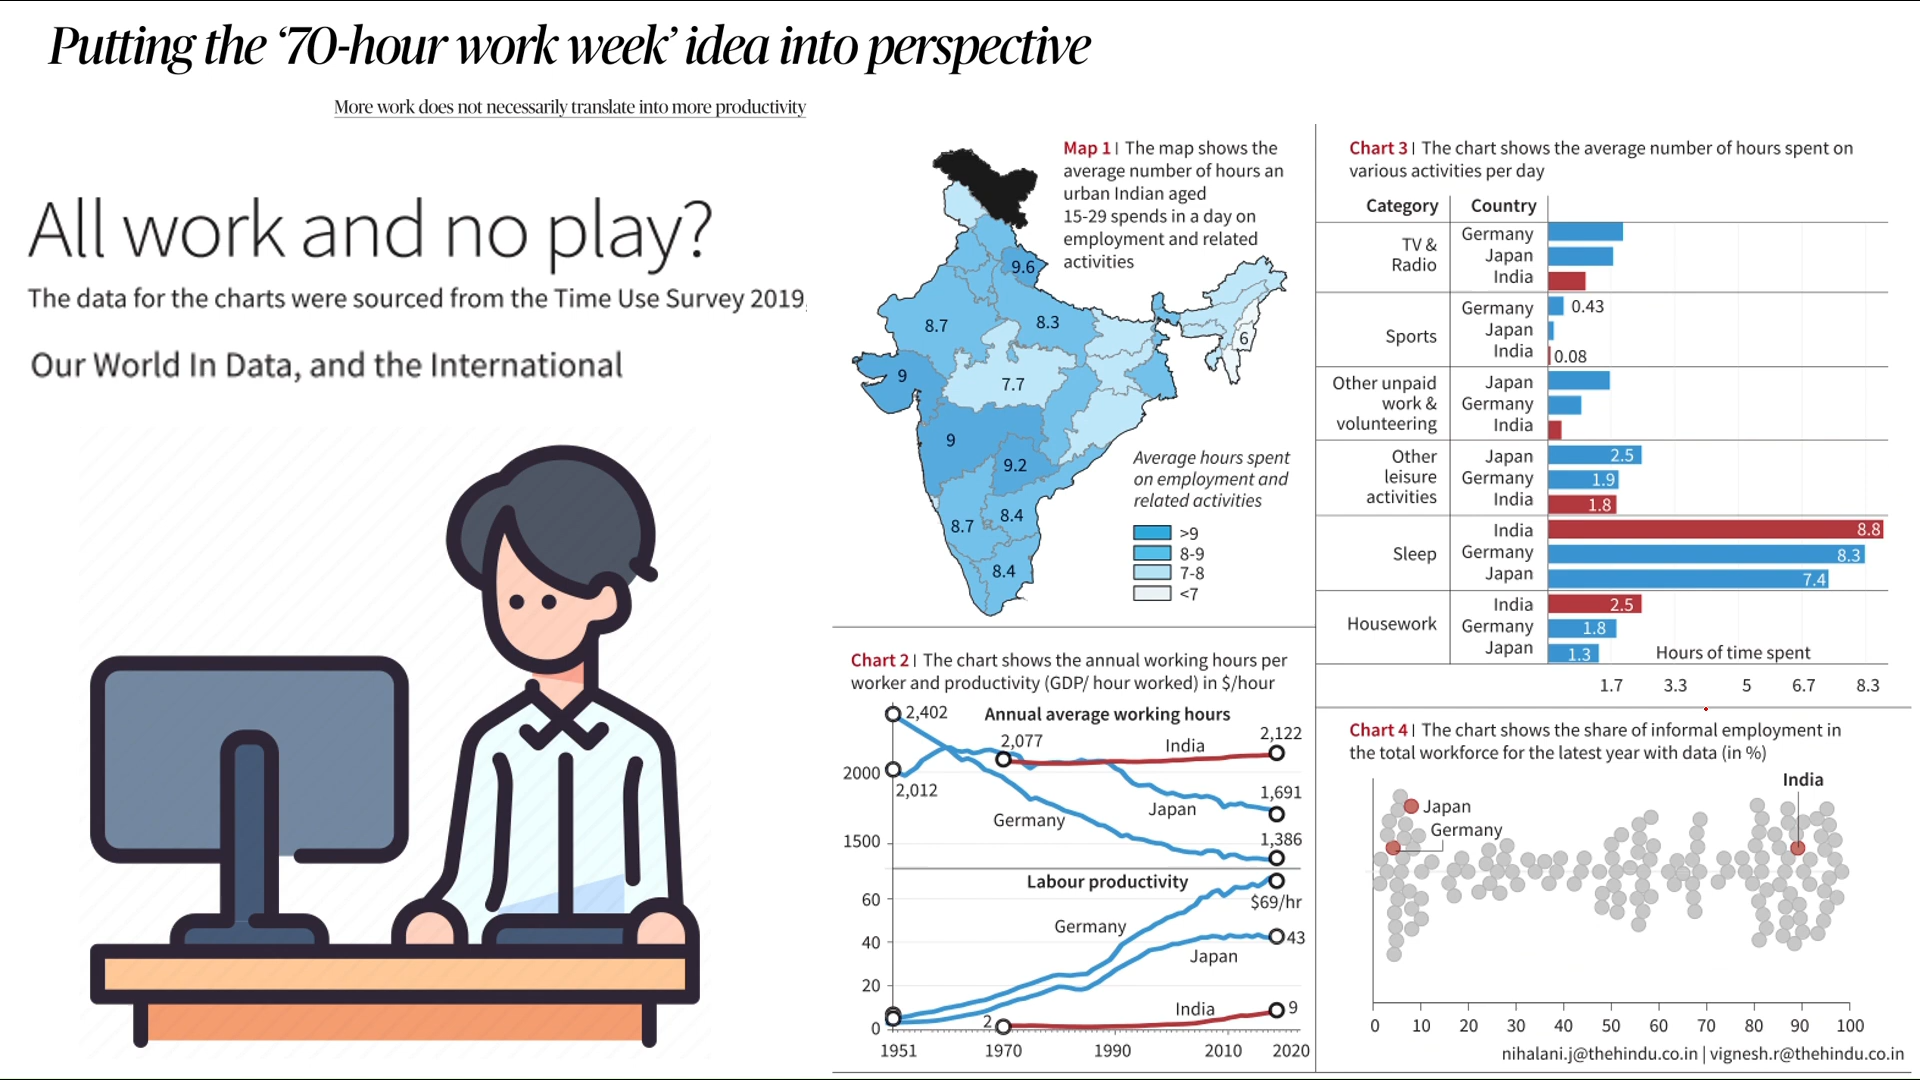 Putting the ‘70-hour work week’ idea into perspective
More work does not necessarily translate into more productivity
All work and no play?
The data for the charts were sourced from the Time Use Survey 2019,
Our World In Data, and the International
Map 1 | The map shows the
average number of hours an
urban Indian aged
15-29 spends in a day on
employment and related
activities
9.6
8.7
8.3
6
9
7.7
9
9.2
8.7
8.4
8.4
Average hours spent
on employment and
related activities
>9
8-9
7-8
<7
Chart 2 | The chart shows the annual working hours per
worker and productivity (GDP/ hour worked) in $/hour
Annual average working hours
2,402
2,077
India
2,122
2000
2,012
Germany
Japan
1,691
1500
1,386
Labour productivity
60
$69/hr
Germany
40
43
Japan
20
India
9
2
0
1951
1970
1990
2010
2020
Chart 3 | The chart shows the average number of hours spent on
various activities per day
Category
Country
TV &
Radio
Germany
Japan
India
Sports
Germany
0.43
Japan
India
0.08
Other unpaid
work &
volunteering
Japan
Germany
India
Other
leisure
activities
Japan
2.5
Germany
1.9
India
1.8
Sleep
India
8.8
Germany
8.3
Japan
7.4
Housework
India
2.5
Germany
1.8
Japan
1.3
Hours of time spent
1.7
3.3
5
6.7
8.3
Chart 4 | The chart shows the share of informal employment in
the total workforce for the latest year with data (in %)
India
Japan
Germany
0
10
20
30
40
50
60
70
80
90
100
nihalani.j@thehindu.co.in | vignesh.r@thehindu.co.in